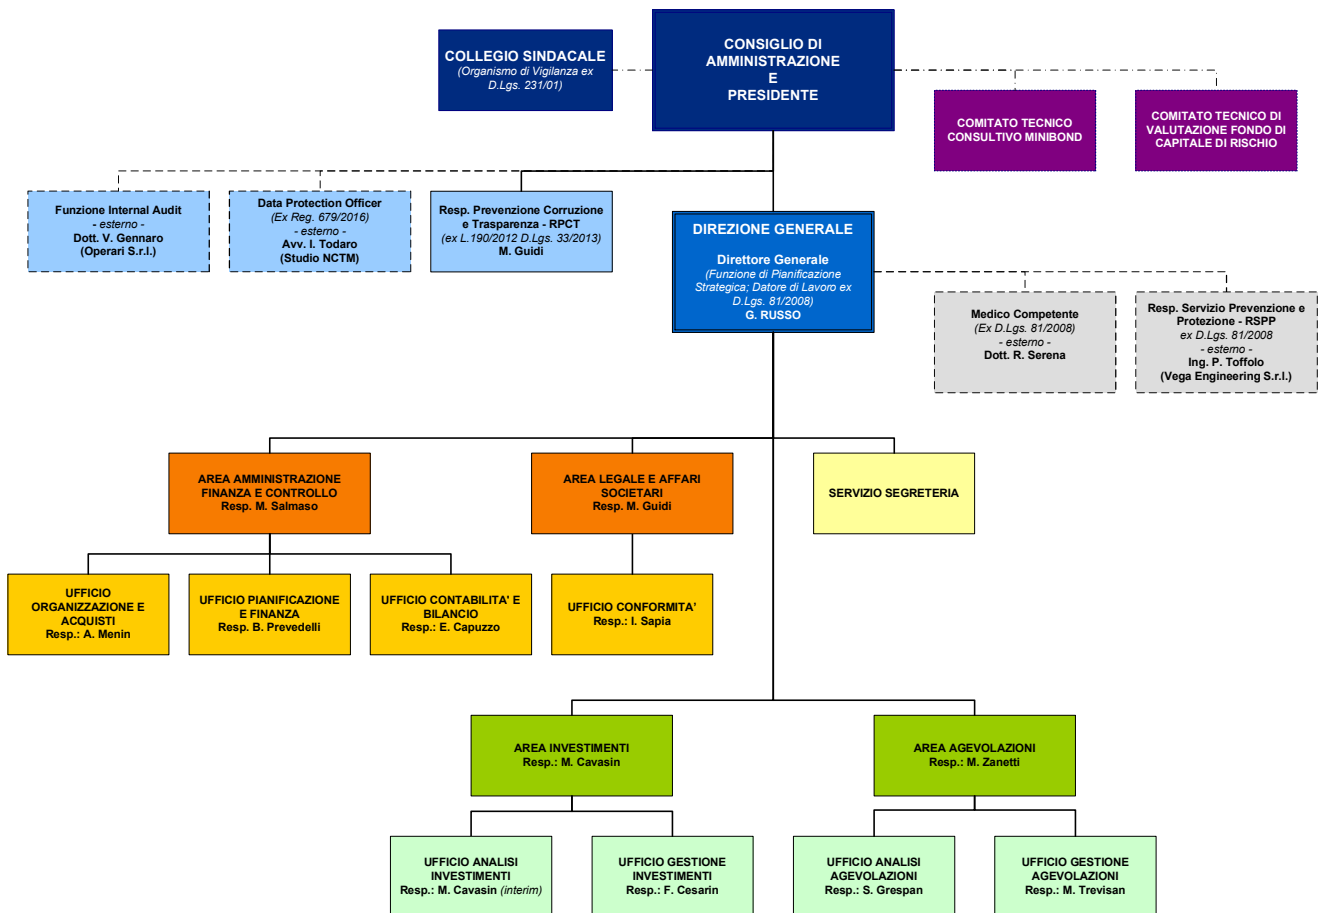 COLLEGIO SINDACALE
(Organismo di Vigilanza ex
D.Lgs. 231/01)
CONSIGLIO DI
AMMINISTRAZIONE
E
PRESIDENTE
COMITATO TECNICO
CONSULTIVO MINIBOND
COMITATO TECNICO DI
VALUTAZIONE FONDO DI
CAPITALE DI RISCHIO
Funzione Internal Audit
- esterno -
Dott. V. Gennaro
(Operari S.r.l.)
Data Protection Officer
(Ex Reg. 679/2016)
- esterno -
Avv. I. Todaro
(Studio NCTM)
Resp. Prevenzione Corruzione
e Trasparenza - RPCT
(ex L.190/2012 D.Lgs. 33/2013)
M. Guidi
DIREZIONE GENERALE
Direttore Generale
(Funzione di Pianificazione
Strategica; Datore di Lavoro ex
D.Lgs. 81/2008)
G. RUSSO
Medico Competente
(Ex D.Lgs. 81/2008)
- esterno -
Dott. R. Serena
Resp. Servizio Prevenzione e
Protezione - RSPP
ex D.Lgs. 81/2008
- esterno -
Ing. P. Toffolo
(Vega Engineering S.r.l.)
AREA AMMINISTRAZIONE
FINANZA E CONTROLLO
Resp. M. Salmaso
AREA LEGALE E AFFARI
SOCIETARI
Resp. M. Guidi
SERVIZIO SEGRETERIA
UFFICIO
ORGANIZZAZIONE E
ACQUISTI
Resp.: A. Menin
UFFICIO PIANIFICAZIONE
E FINANZA
Resp. B. Prevedelli
UFFICIO CONTABILITA' E
BILANCIO
Resp.: E. Capuzzo
UFFICIO CONFORMITA'
Resp.: I. Sapia
AREA INVESTIMENTI
Resp.: M. Cavasin
AREA AGEVOLAZIONI
Resp.: M. Zanetti
UFFICIO ANALISI
INVESTIMENTI
Resp.: M. Cavasin (interim)
UFFICIO GESTIONE
INVESTIMENTI
Resp.: F. Cesarin
UFFICIO ANALISI
AGEVOLAZIONI
Resp.: S. Grespan
UFFICIO GESTIONE
AGEVOLAZIONI
Resp.: M. Trevisan